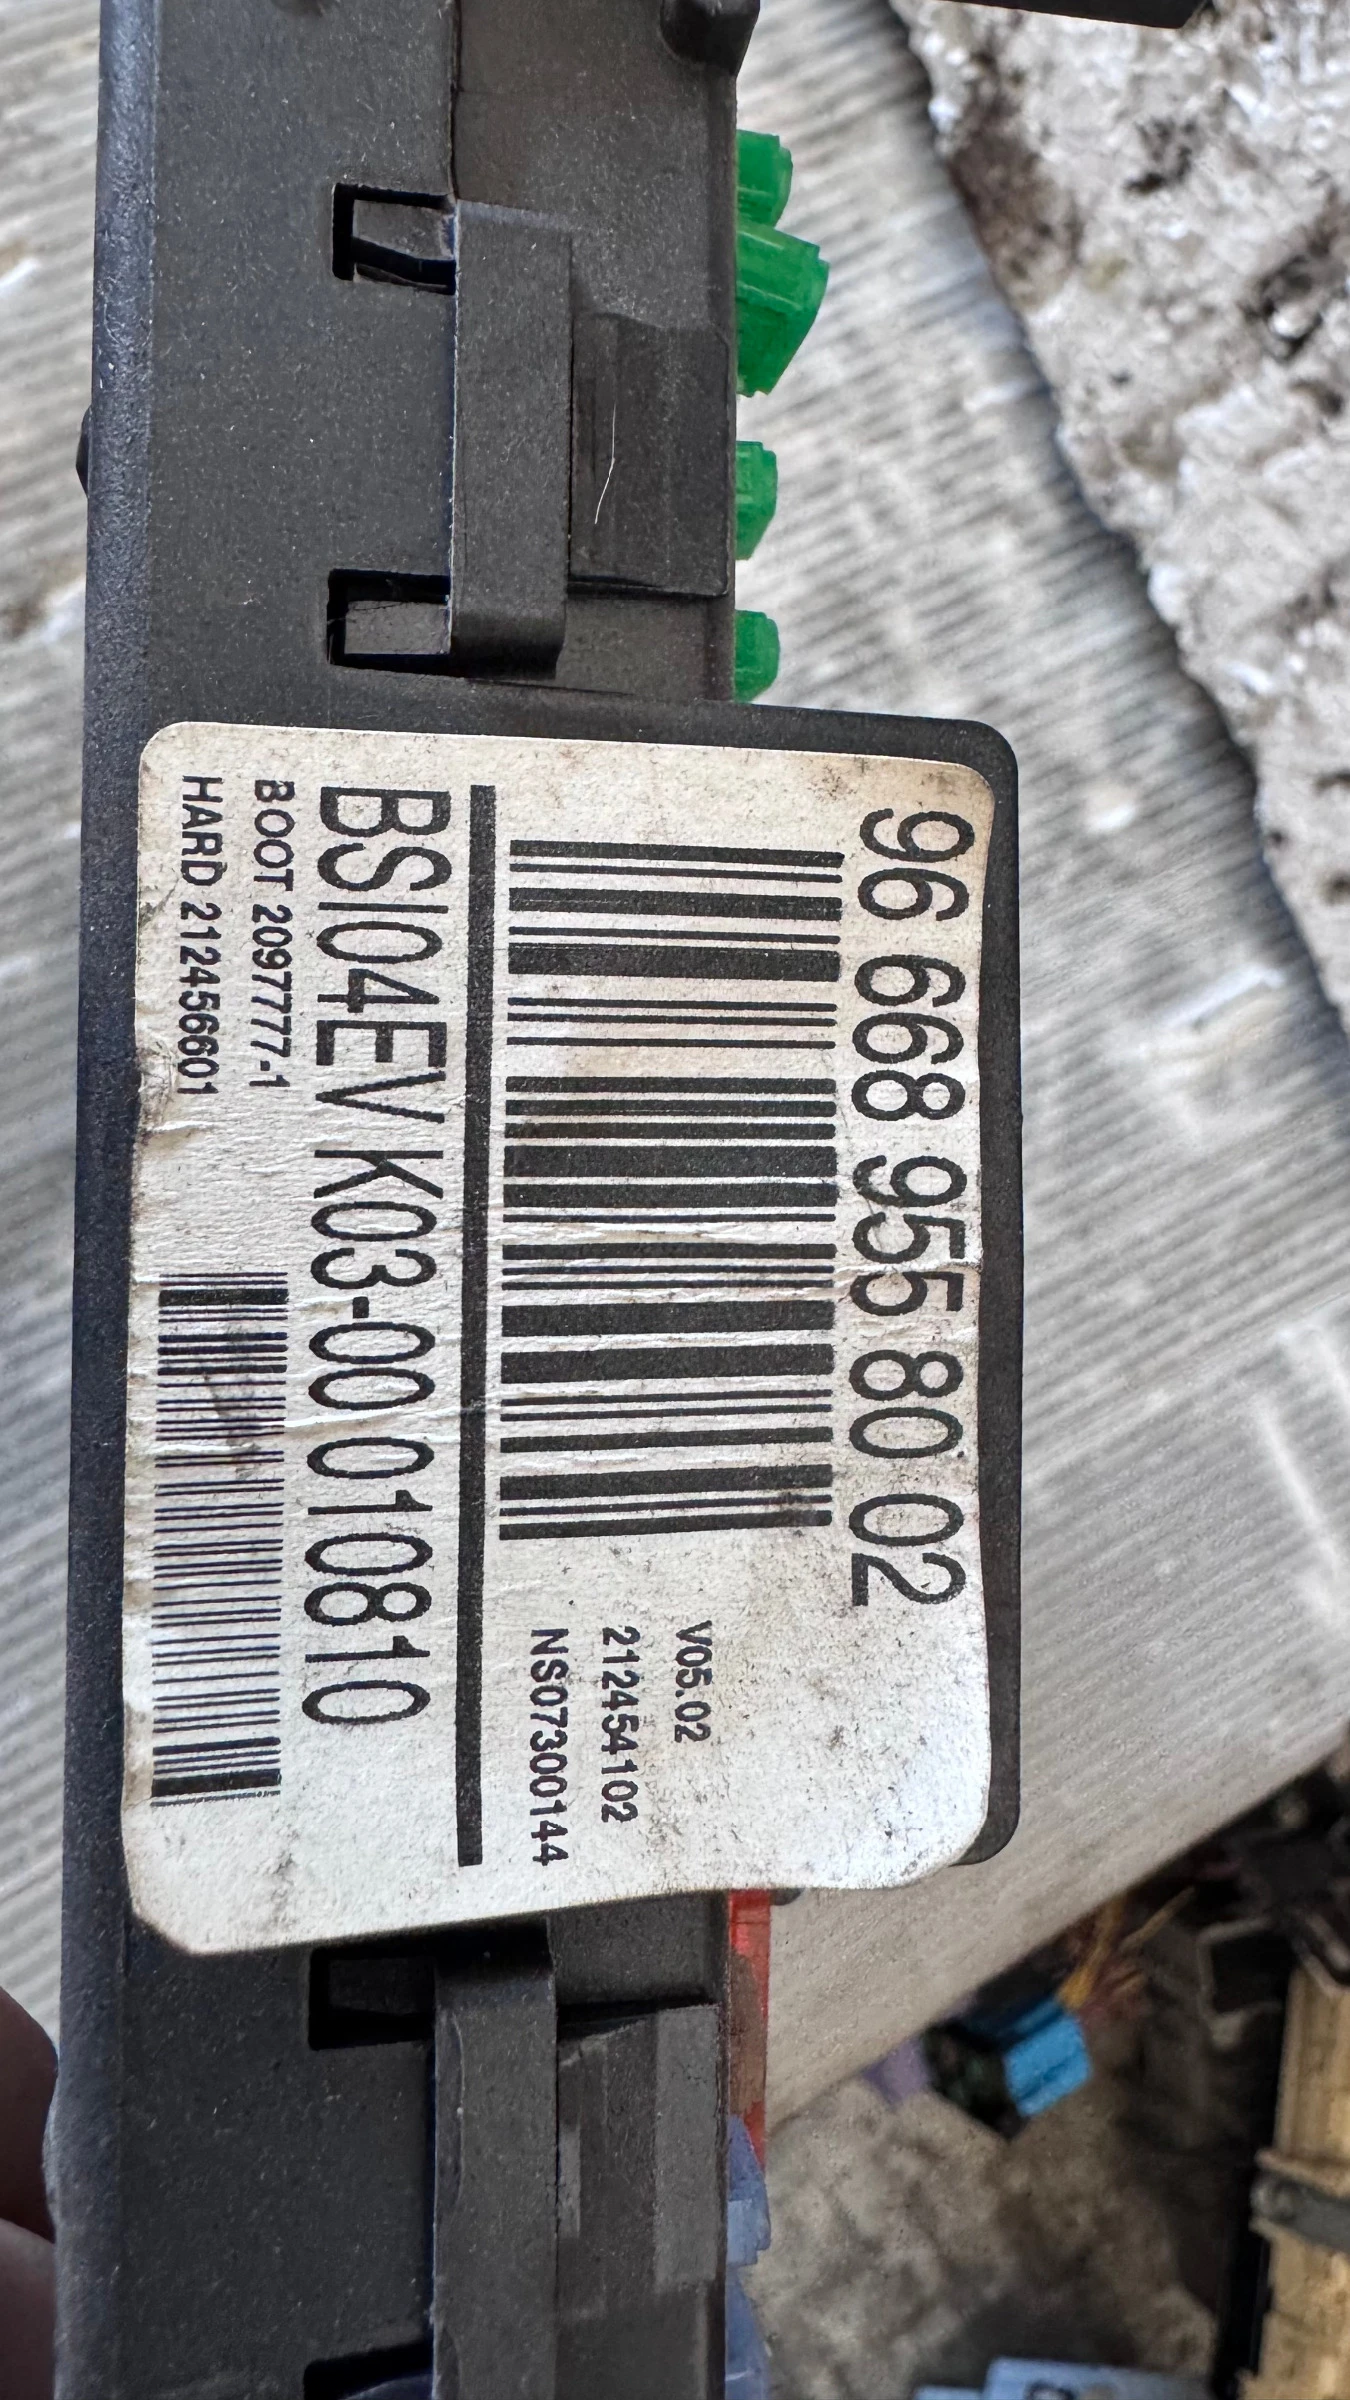 96 668 955 80 02
V05.02
212454102
NS07300144
BSI04EV K03-00 010810
BOOT 2097777-1
HARD 212456601